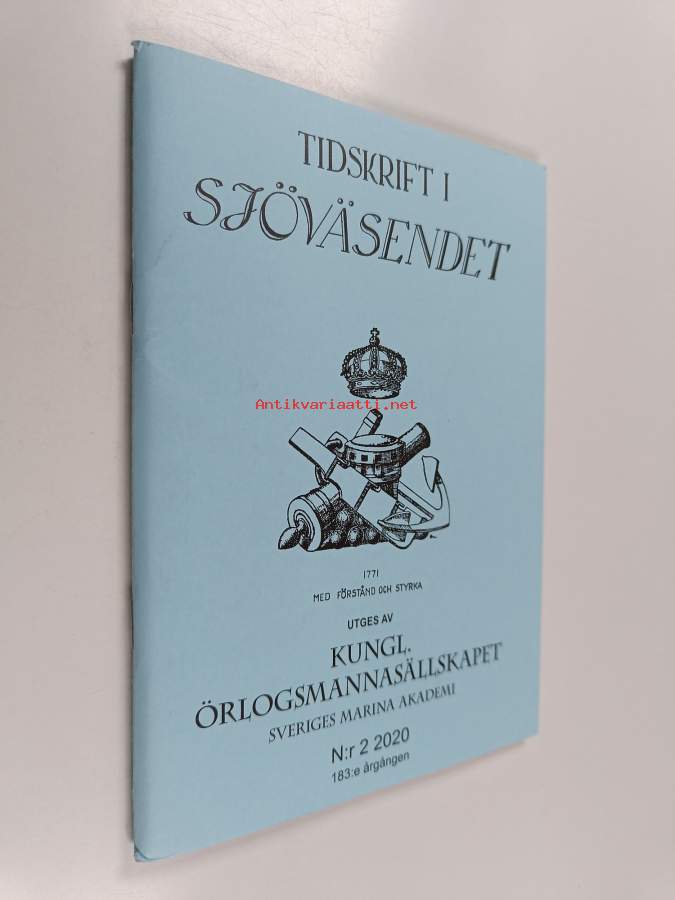 TIDSKRIFT I
SJÖVÄSENDET
Antikvariaatti.net
1771
MED FÖRSTÅND OCH STYRKA
UTGES AV
KUNGL.
ÖRLOGSMANNASÄLLSKAPET
SVERIGES MARINA AKADEMI
N:r 2 2020
183:e årgången